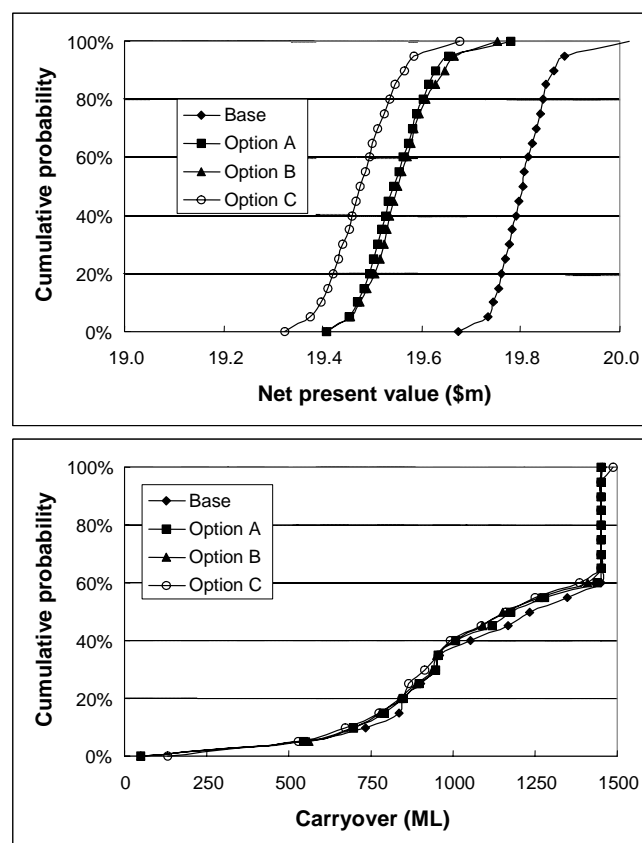 100%
80%
60%
40%
20%
0%
Cumulative probability
Base
Option A
Option B
Option C
19.0 19.2 19.4 19.6 19.8 20.0
Net present value ($m)
100%
80%
60%
40%
20%
0%
Cumulative probability
Base
Option A
Option B
Option C
0 250 500 750 1000 1250 1500
Carryover (ML)